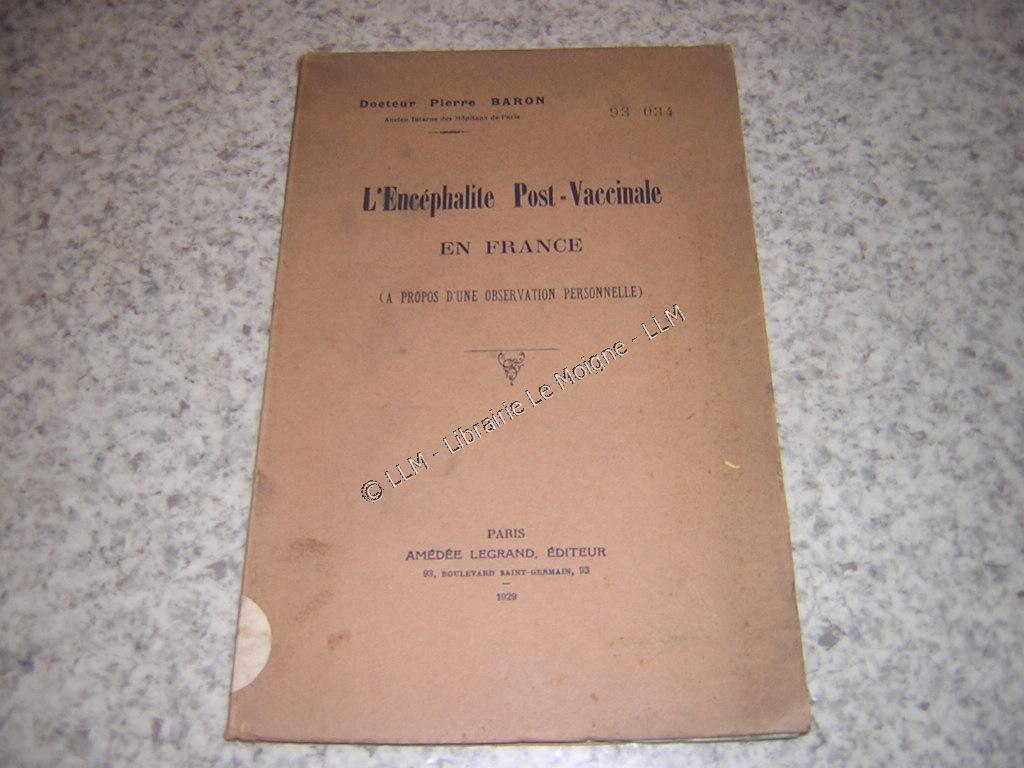 Docteur Pierre BARON
93 034
Ancien Interne des Hôpitaux de Paris
L'Encéphalite Post-Vaccinale
EN FRANCE
(A PROPOS D'UNE OBSERVATION PERSONNELLE)
© LLM - Librairie Le Moigne - LLM
PARIS
AMÉDÉE LEGRAND, ÉDITEUR
93, BOULEVARD SAINT-GERMAIN, 93
1929